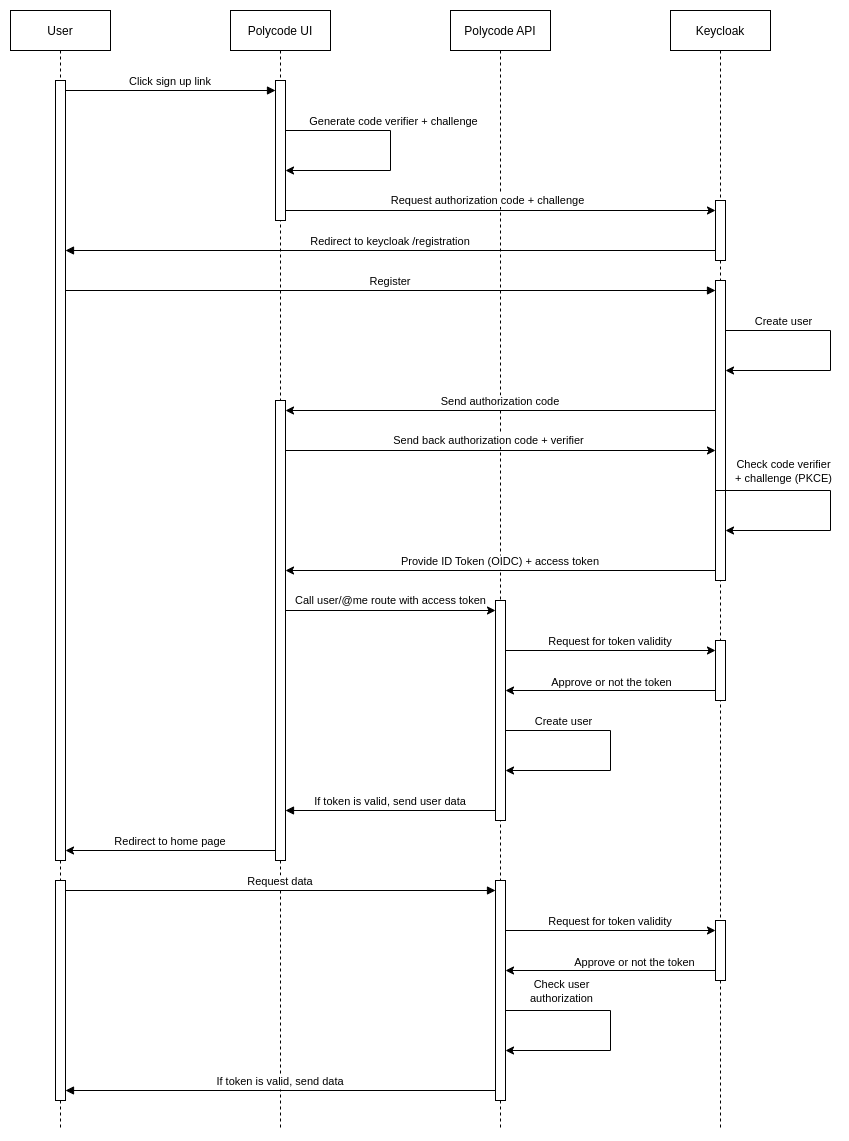 User
Polycode UI
Polycode API
Keycloak
Click sign up link
Generate code verifier + challenge
Request authorization code + challenge
Redirect to keycloak /registration
Register
Create user
Send authorization code
Send back authorization code + verifier
Check code verifier
+ challenge (PKCE)
Provide ID Token (OIDC) + access token
Call user/@me route with access token
Request for token validity
Approve or not the token
Create user
If token is valid, send user data
Redirect to home page
Request data
Request for token validity
Approve or not the token
Check user
authorization
If token is valid, send data